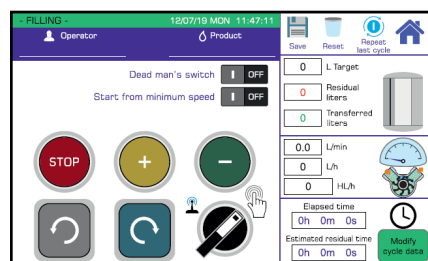 - FILLING -
12/07/19 MON 11:47:11
Operator
Product
Dead man's switch
I OFF
Start from minimum speed
I OFF
STOP
+
-
Save
Reset
Repeat
last cycle
0 L Target
0 Residual
liters
0 Transferred
liters
0.0 L/min
0 L/h
0 HL/h
Elapsed time
0h 0m 0s
Estimated residual time
0h 0m 0s
Modify
cycle data